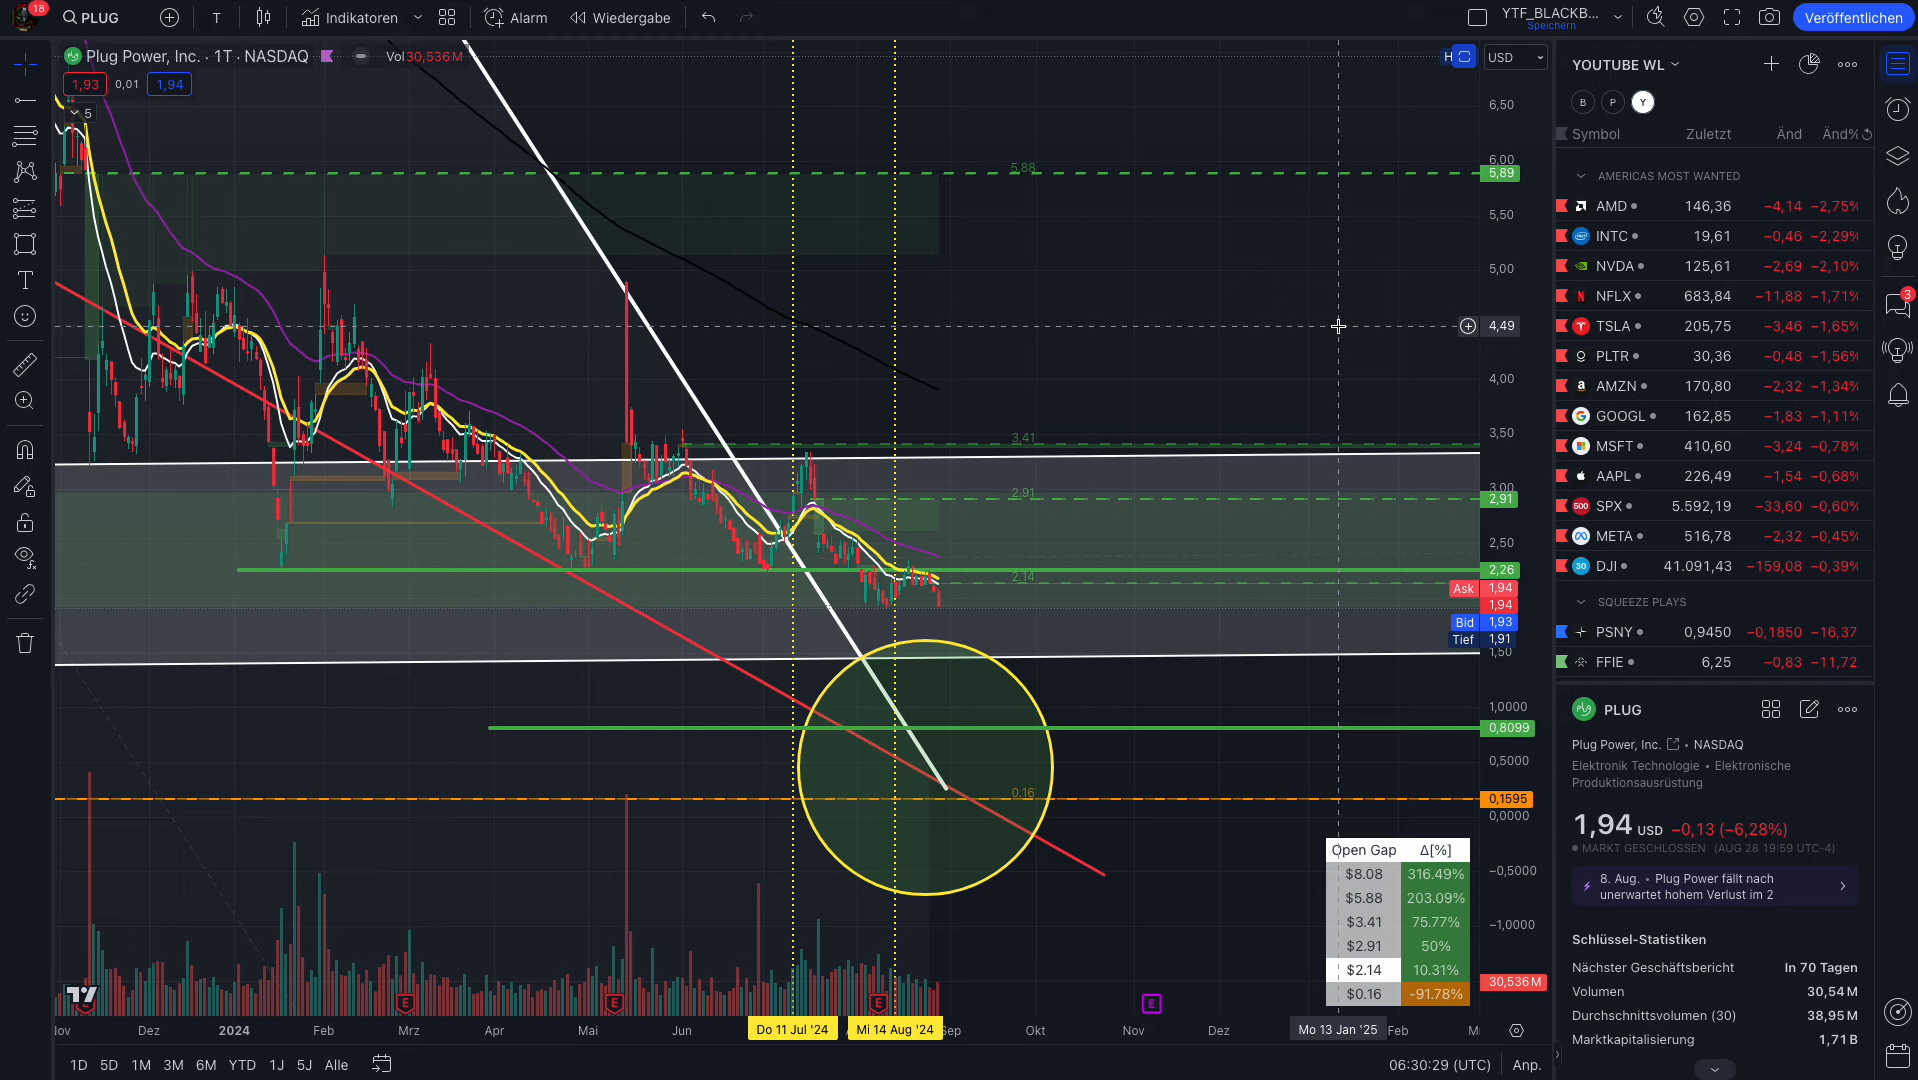 18
PLUG
T
Indikatoren
Alarm
Wiedergabe
YTF_BLACKB...
Speichern
Veröffentlichen
Plug Power, Inc. · 1T · NASDAQ
Vol 30,536 M
USD
1,93
0,01
1,94
5
6,50
6,00
5.88
5,89
5,50
5,00
4,49
4,00
3,50
3.41
3,00
2.91
2,91
2,50
2,26
2.14
Ask 1,94
1,94
Bid 1,93
Tief 1,91
1,50
1,0000
0,8099
0,5000
0.16
0,1595
0,0000
−0,5000
−1,0000
30,536 M
Open Gap Δ[%]
$8.08 316.49%
$5.88 203.09%
$3.41 75.77%
$2.91 50%
$2.14 10.31%
$0.16 -91.78%
E
E
E
E
Dez
2024
Feb
Mrz
Apr
Mai
Jun
Do 11 Jul '24
Mi 14 Aug '24
Okt
Nov
Dez
Mo 13 Jan '25
Feb
1D 5D 1M 3M 6M YTD 1J 5J Alle
06:30:29 (UTC)
Anp.
YOUTUBE WL
B P Y
Symbol Zuletzt Änd Änd%
AMERICAS MOST WANTED
AMD 146,36 −4,14 −2,75%
INTC 19,61 −0,46 −2,29%
NVDA 125,61 −2,69 −2,10%
NFLX 683,84 −11,88 −1,71%
TSLA 205,75 −3,46 −1,65%
PLTR 30,36 −0,48 −1,56%
AMZN 170,80 −2,32 −1,34%
GOOGL 162,85 −1,83 −1,11%
MSFT 410,60 −3,24 −0,78%
AAPL 226,49 −1,54 −0,68%
500 SPX 5.592,19 −33,60 −0,60%
META 516,78 −2,32 −0,45%
30 DJI 41.091,43 −159,08 −0,39%
SQUEEZE PLAYS
PSNY 0,9450 −0,1850 −16,37
FFIE 6,25 −0,83 −11,72
3
PLUG
Plug Power, Inc. • NASDAQ
Elektronik Technologie • Elektronische
Produktionsausrüstung
1,94 USD −0,13 (−6,28%)
MARKT GESCHLOSSEN (AUG 28 19:59 UTC-4)
8. Aug. • Plug Power fällt nach
unerwartet hohem Verlust im 2
Schlüssel-Statistiken
Nächster Geschäftsbericht In 70 Tagen
Volumen 30,54 M
Durchschnittsvolumen (30) 38,95 M
Marktkapitalisierung 1,71 B